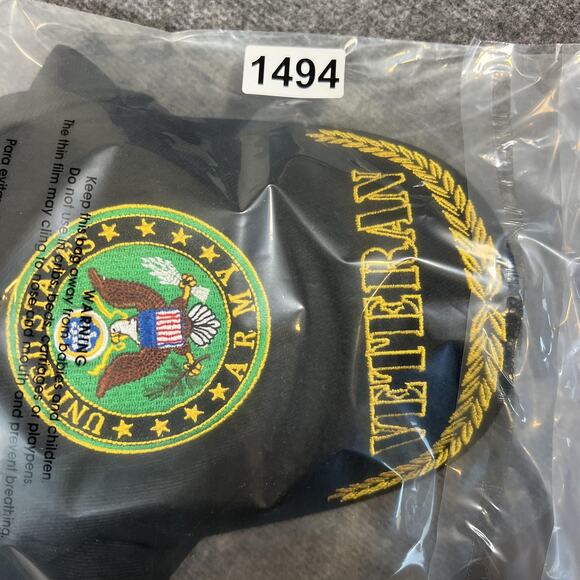 1494
VETERAN
UNITED STATES ARMY
WARNING
Keep this bag away from babies and children.
Do not use in cribs, beds, carriages or playpens.
The thin film may cling to nose and mouth and prevent breathing.
Para evitar